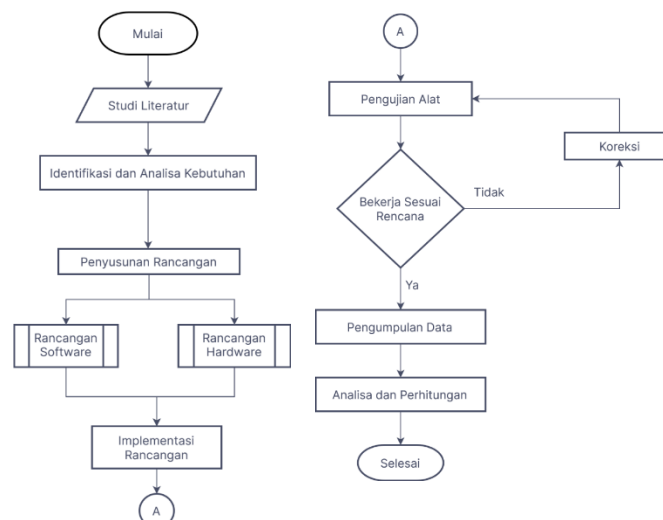 Mulai
Studi Literatur
Identifikasi dan Analisa Kebutuhan
Penyusunan Rancangan
Rancangan
Software
Rancangan
Hardware
Implementasi
Rancangan
A
A
Pengujian Alat
Koreksi
Bekerja Sesuai
Rencana
Tidak
Ya
Pengumpulan Data
Analisa dan Perhitungan
Selesai